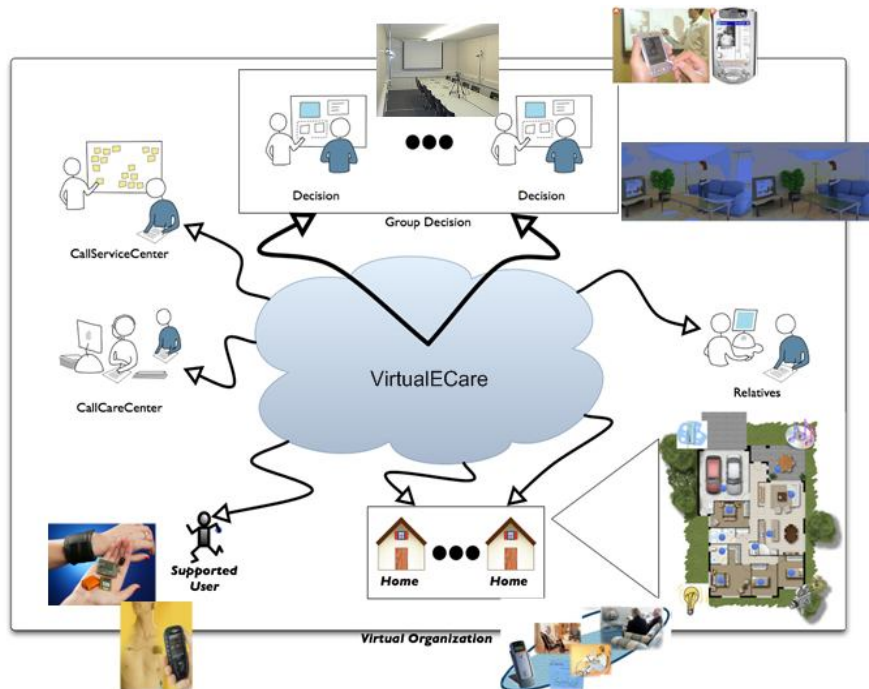 Decision
Decision
Group Decision
CallServiceCenter
CallCareCenter
VirtualECare
Relatives
Supported
User
Home
Home
Virtual Organization